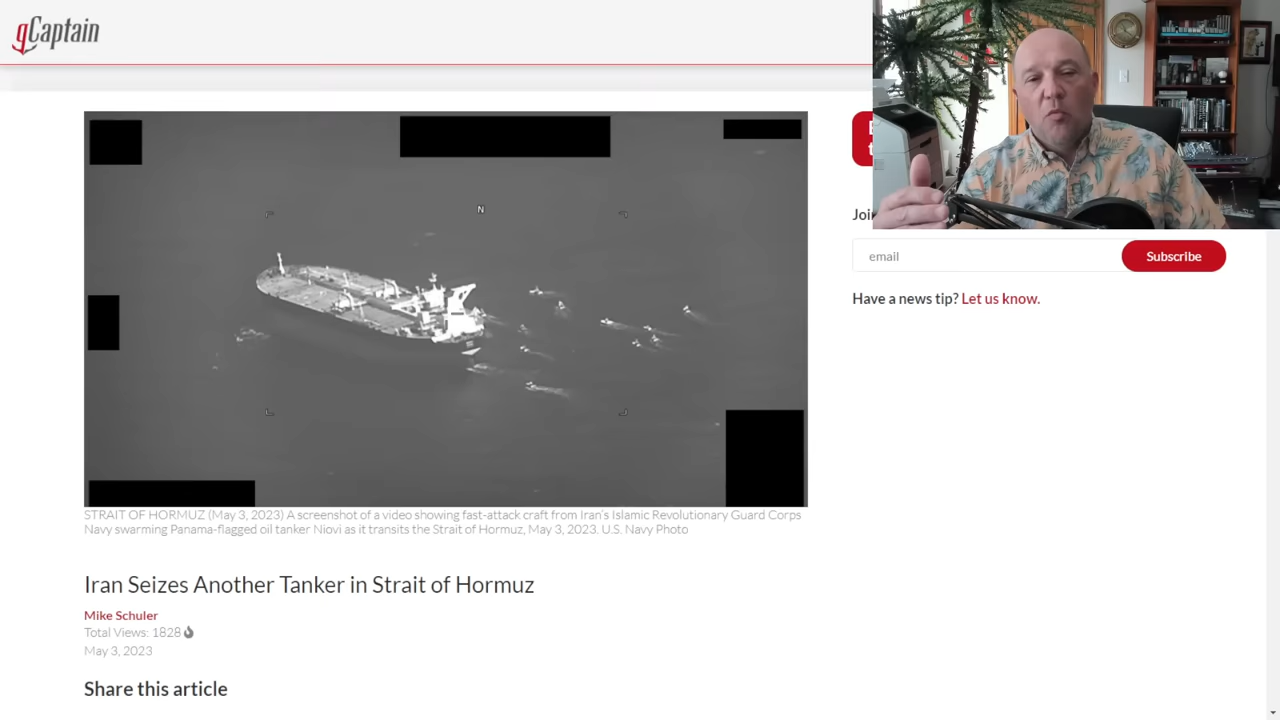 gCaptain
N
Joi
email
Subscribe
Have a news tip? Let us know.
STRAIT OF HORMUZ (May 3, 2023) A screenshot of a video showing fast-attack craft from Iran's Islamic Revolutionary Guard Corps
Navy swarming Panama-flagged oil tanker Niovi as it transits the Strait of Hormuz, May 3, 2023. U.S. Navy Photo
Iran Seizes Another Tanker in Strait of Hormuz
Mike Schuler
Total Views: 1828
May 3, 2023
Share this article